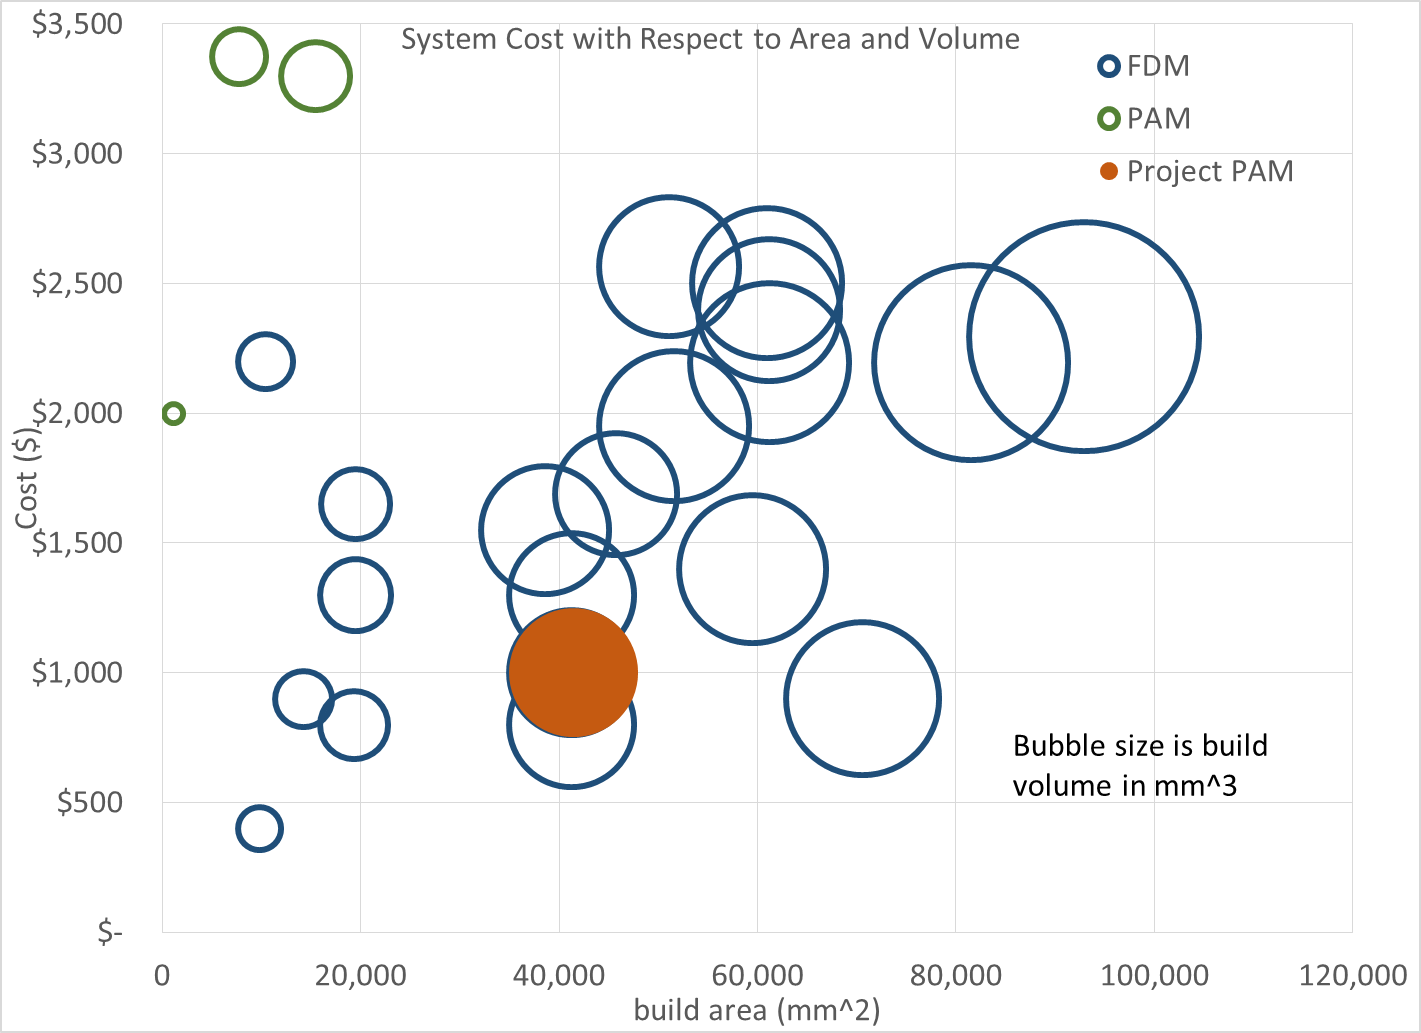 System Cost with Respect to Area and Volume
FDM
PAM
Project PAM
$3,500
$3,000
$2,500
$2,000
$1,500
$1,000
$500
$-
Cost ($)
Bubble size is build
volume in mm^3
0
20,000
40,000
60,000
80,000
100,000
120,000
build area (mm^2)